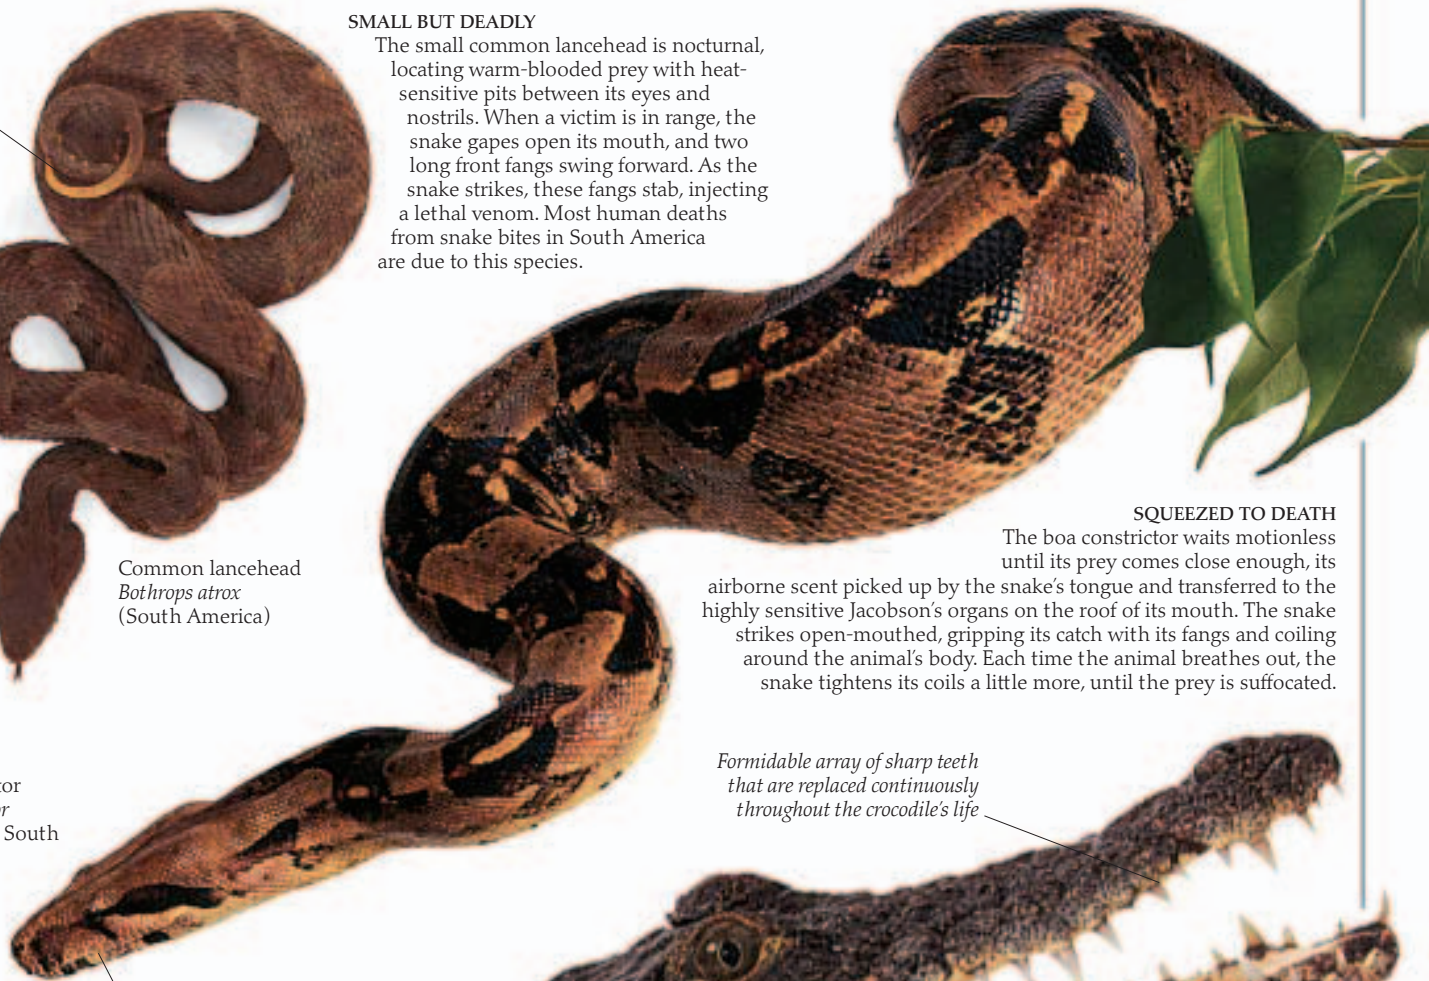 SMALL BUT DEADLY
The small common lancehead is nocturnal,
locating warm-blooded prey with heat-
sensitive pits between its eyes and
nostrils. When a victim is in range, the
snake gapes open its mouth, and two
long front fangs swing forward. As the
snake strikes, these fangs stab, injecting
a lethal venom. Most human deaths
from snake bites in South America
are due to this species.
Common lancehead
Bothrops atrox
(South America)
SQUEEZED TO DEATH
The boa constrictor waits motionless
until its prey comes close enough, its
airborne scent picked up by the snake's tongue and transferred to the
highly sensitive Jacobson's organs on the roof of its mouth. The snake
strikes open-mouthed, gripping its catch with its fangs and coiling
around the animal's body. Each time the animal breathes out, the
snake tightens its coils a little more, until the prey is suffocated.
Formidable array of sharp teeth
that are replaced continuously
throughout the crocodile's life
South